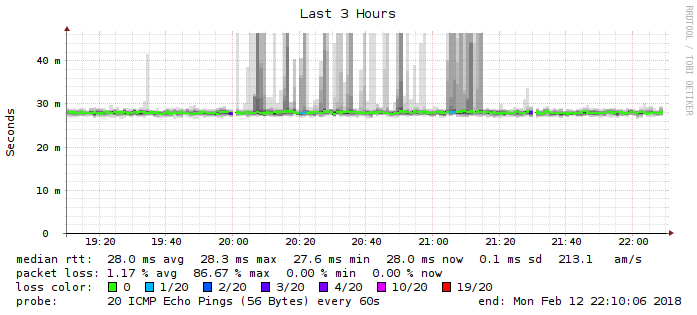 Last 3 Hours
RRDTOOL / TOBI OETIKER
Seconds
40 m
30 m
20 m
10 m
0
19:20 19:40 20:00 20:20 20:40 21:00 21:20 21:40 22:00
median rtt: 28.0 ms avg 28.3 ms max 27.6 ms min 28.0 ms now 0.1 ms sd 213.1 am/s
packet loss: 1.17 % avg 86.67 % max 0.00 % min 0.00 % now
loss color: 0 1/20 2/20 3/20 4/20 10/20 19/20
probe: 20 ICMP Echo Pings (56 Bytes) every 60s end: Mon Feb 12 22:10:06 2018